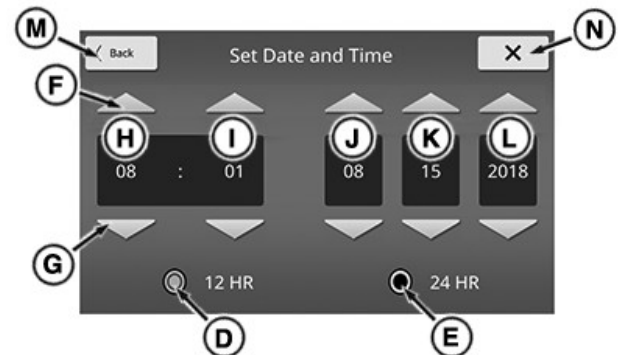 M N
Back Set Date and Time X
F
H I J K L
08 : 01 08 15 2018
G
12 HR 24 HR
D E